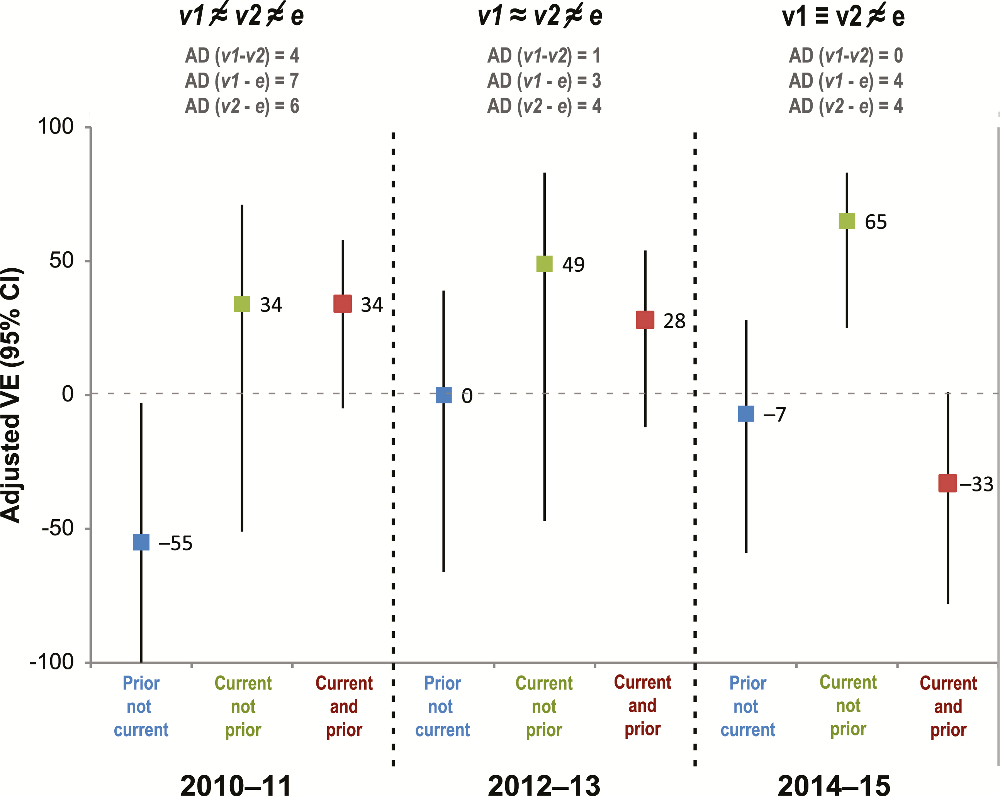 v1 ≉ v2 ≉ e
AD (v1-v2) = 4
AD (v1 - e) = 7
AD (v2 - e) = 6
v1 ≈ v2 ≉ e
AD (v1-v2) = 1
AD (v1 - e) = 3
AD (v2 - e) = 4
v1 ≡ v2 ≉ e
AD (v1-v2) = 0
AD (v1 - e) = 4
AD (v2 - e) = 4
Adjusted VE (95% CI)
100
50
0
-50
-100
–55
34
34
0
49
28
–7
65
–33
Prior
not
current
Current
not
prior
Current
and
prior
Prior
not
current
Current
not
prior
Current
and
prior
Prior
not
current
Current
not
prior
Current
and
prior
2010–11
2012–13
2014–15